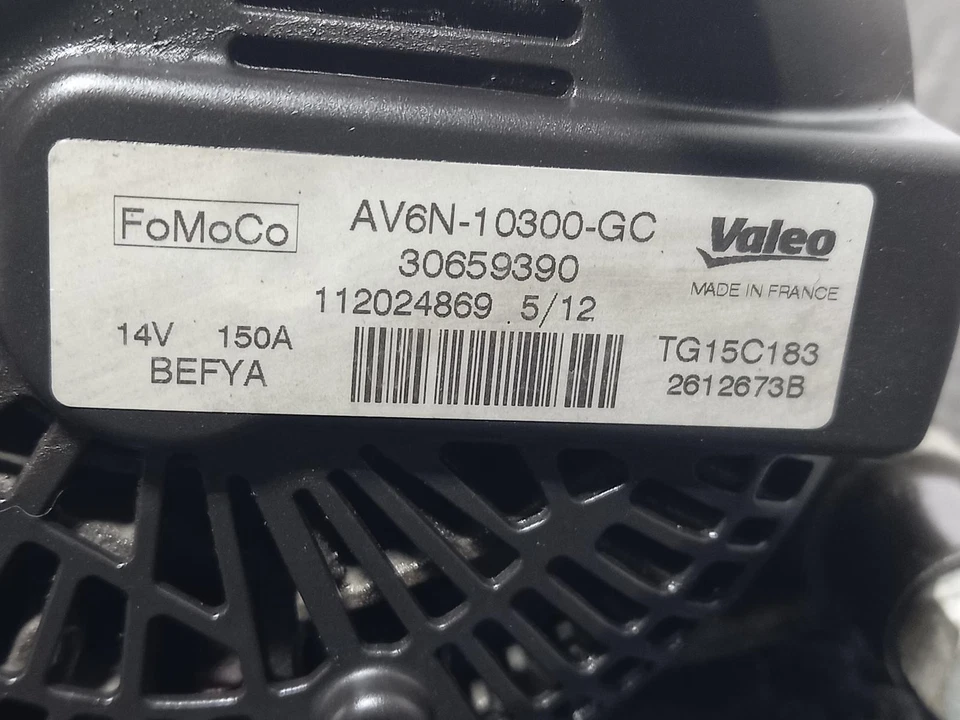 FoMoCo
AV6N-10300-GC
30659390
112024869 5/12
Valeo
MADE IN FRANCE
14V 150A
BEFYA
TG15C183
2612673B